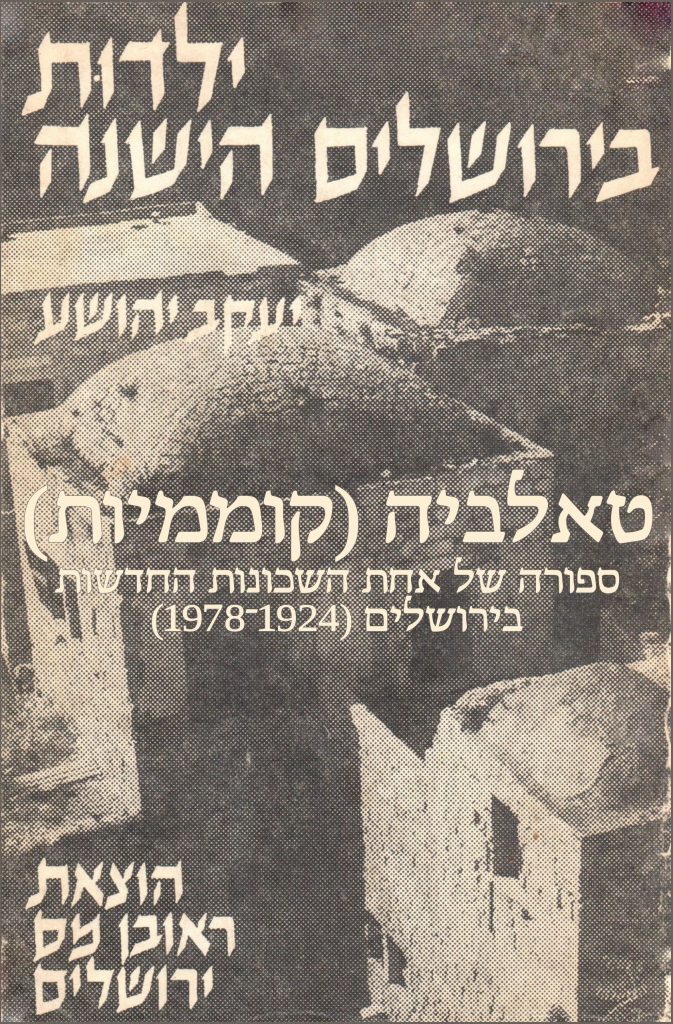 ילדות
בירושלים הישנה
יעקב יהושע
טאלביה (קוממיות)
ספורה של אחת השכונות החדשות
בירושלים (1924־1978)
הוצאת
ראובן מס
ירושלים